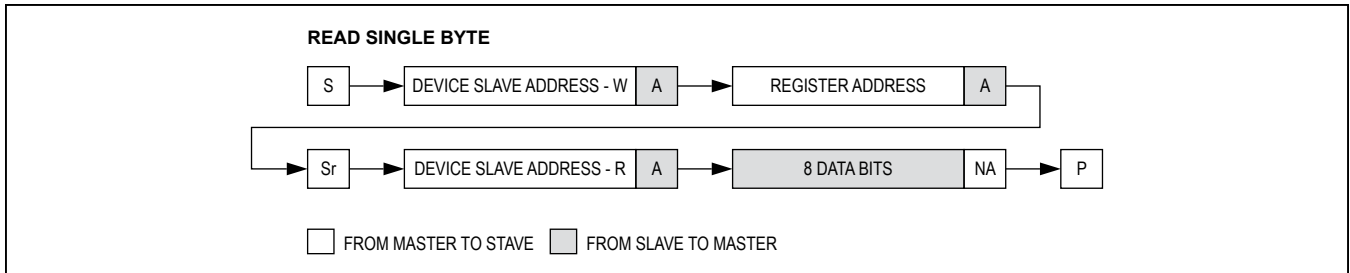 READ SINGLE BYTE
S DEVICE SLAVE ADDRESS - W A REGISTER ADDRESS A
Sr DEVICE SLAVE ADDRESS - R A 8 DATA BITS NA P
FROM MASTER TO STAVE FROM SLAVE TO MASTER